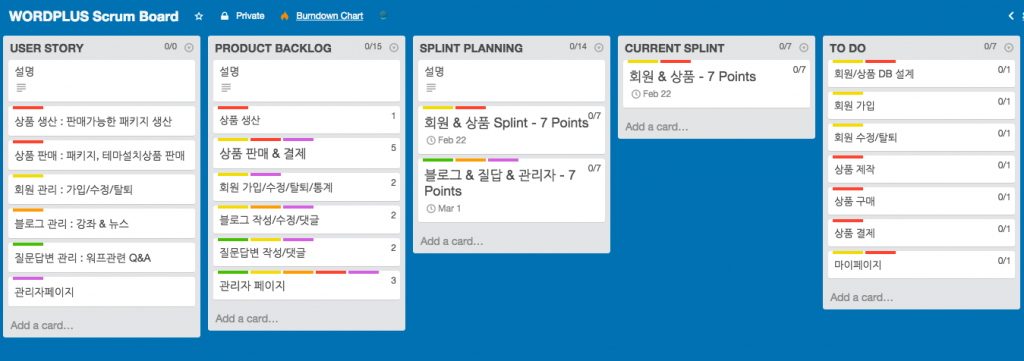 WORDPLUS Scrum Board Private Burndown Chart
USER STORY 0/0
설명
상품 생산 : 판매가능한 패키지 생산
상품 판매 : 패키지, 테마설치상품 판매
회원 관리 : 가입/수정/탈퇴
블로그 관리 : 강좌 & 뉴스
질문답변 관리 : 워프관련 Q&A
관리자페이지
Add a card...
PRODUCT BACKLOG 0/15
설명
상품 생산 1
상품 판매 & 결제 5
회원 가입/수정/탈퇴/통계 2
블로그 작성/수정/댓글 2
질문답변 작성/댓글 2
관리자 페이지 3
Add a card...
SPLINT PLANNING 0/14
설명
회원 & 상품 Splint - 7 Points 0/7
Feb 22
블로그 & 질답 & 관리자 - 7 0/7
Points
Mar 1
Add a card...
CURRENT SPLINT 0/7
회원 & 상품 - 7 Points 0/7
Feb 22
Add a card...
TO DO 0/7
회원/상품 DB 설계 0/1
회원 가입 0/1
회원 수정/탈퇴 0/1
상품 제작 0/1
상품 구매 0/1
상품 결제 0/1
마이페이지 0/1
Add a card...